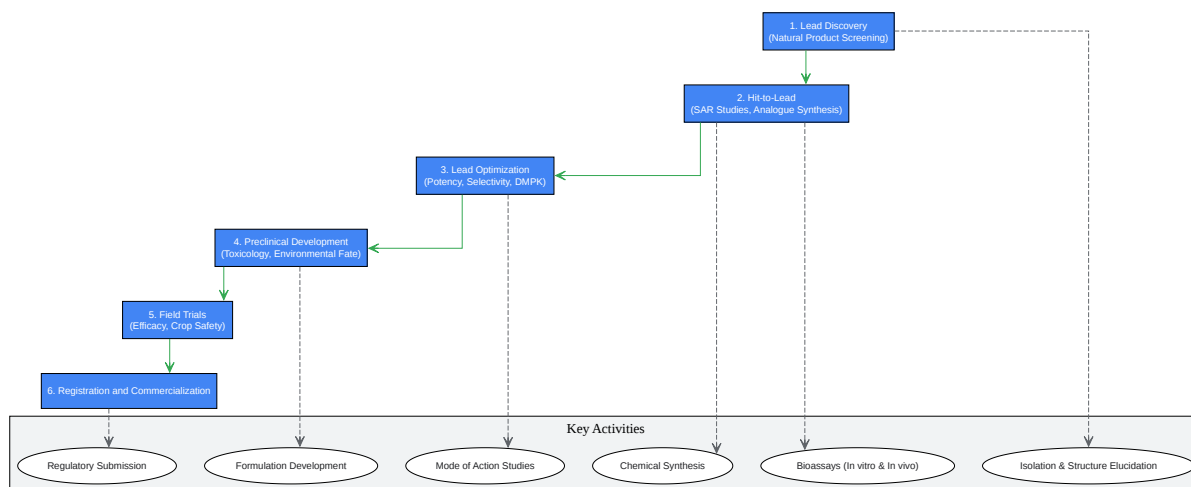 1. Lead Discovery
(Natural Product Screening)
2. Hit-to-Lead
(SAR Studies, Analogue Synthesis)
3. Lead Optimization
(Potency, Selectivity, DMPK)
4. Preclinical Development
(Toxicology, Environmental Fate)
5. Field Trials
(Efficacy, Crop Safety)
6. Registration and Commercialization
Key Activities
Regulatory Submission
Formulation Development
Mode of Action Studies
Chemical Synthesis
Bioassays (In vitro & In vivo)
Isolation & Structure Elucidation